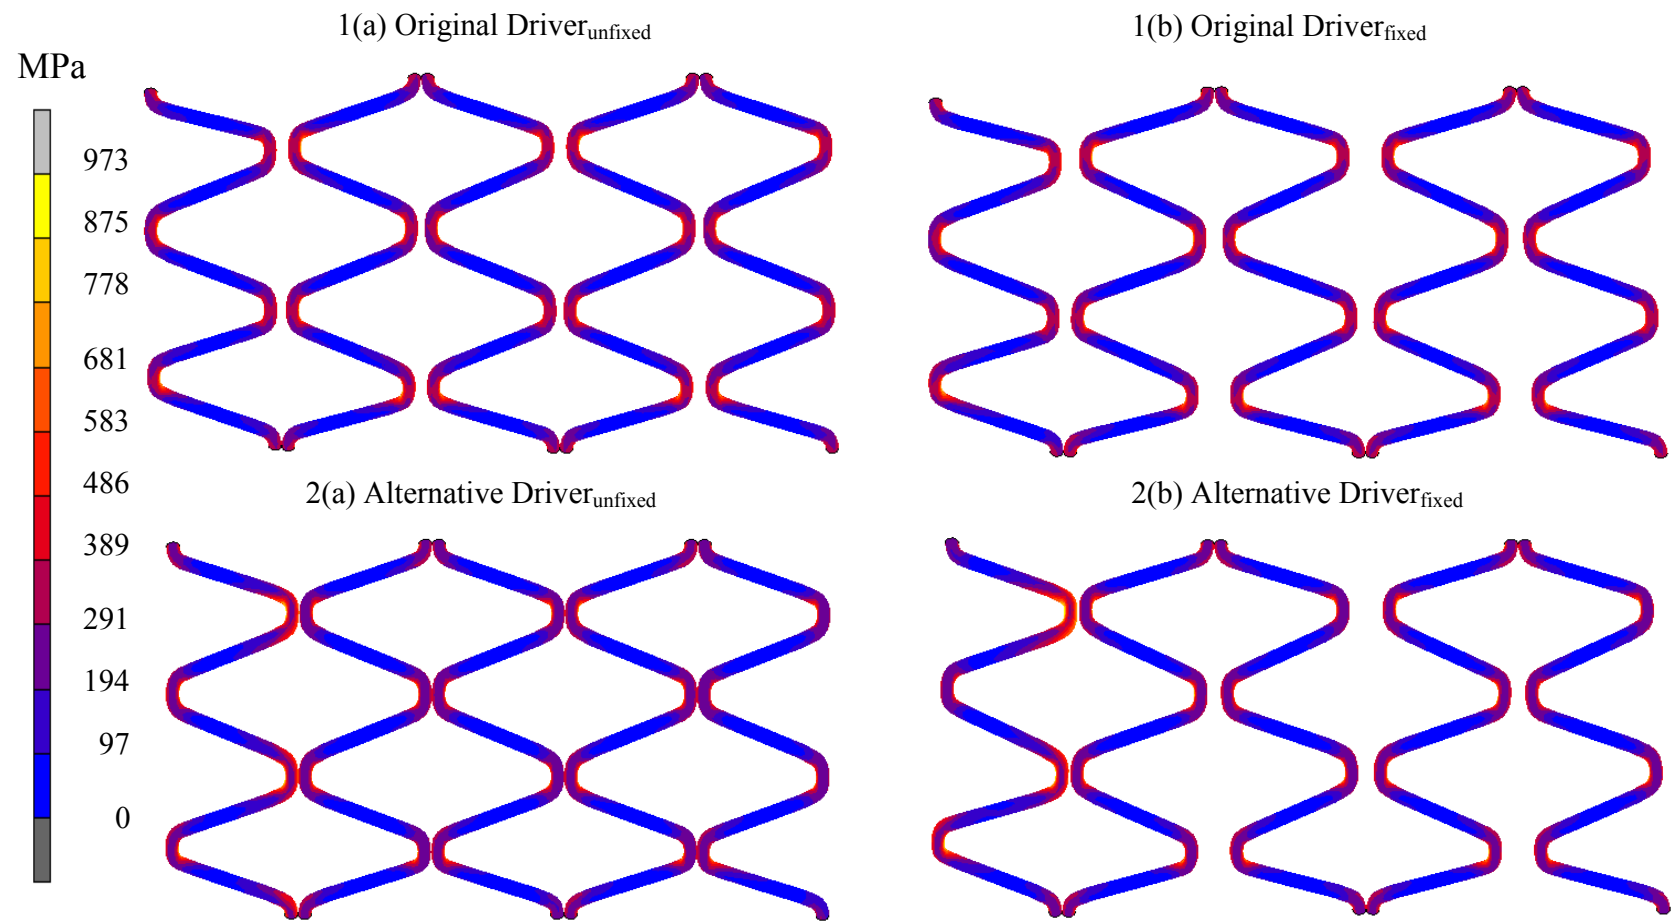 1(a) Original Driverunfixed
1(b) Original Driverfixed
MPa
973
875
778
681
583
486
389
291
194
97
0
2(a) Alternative Driverunfixed
2(b) Alternative Driverfixed